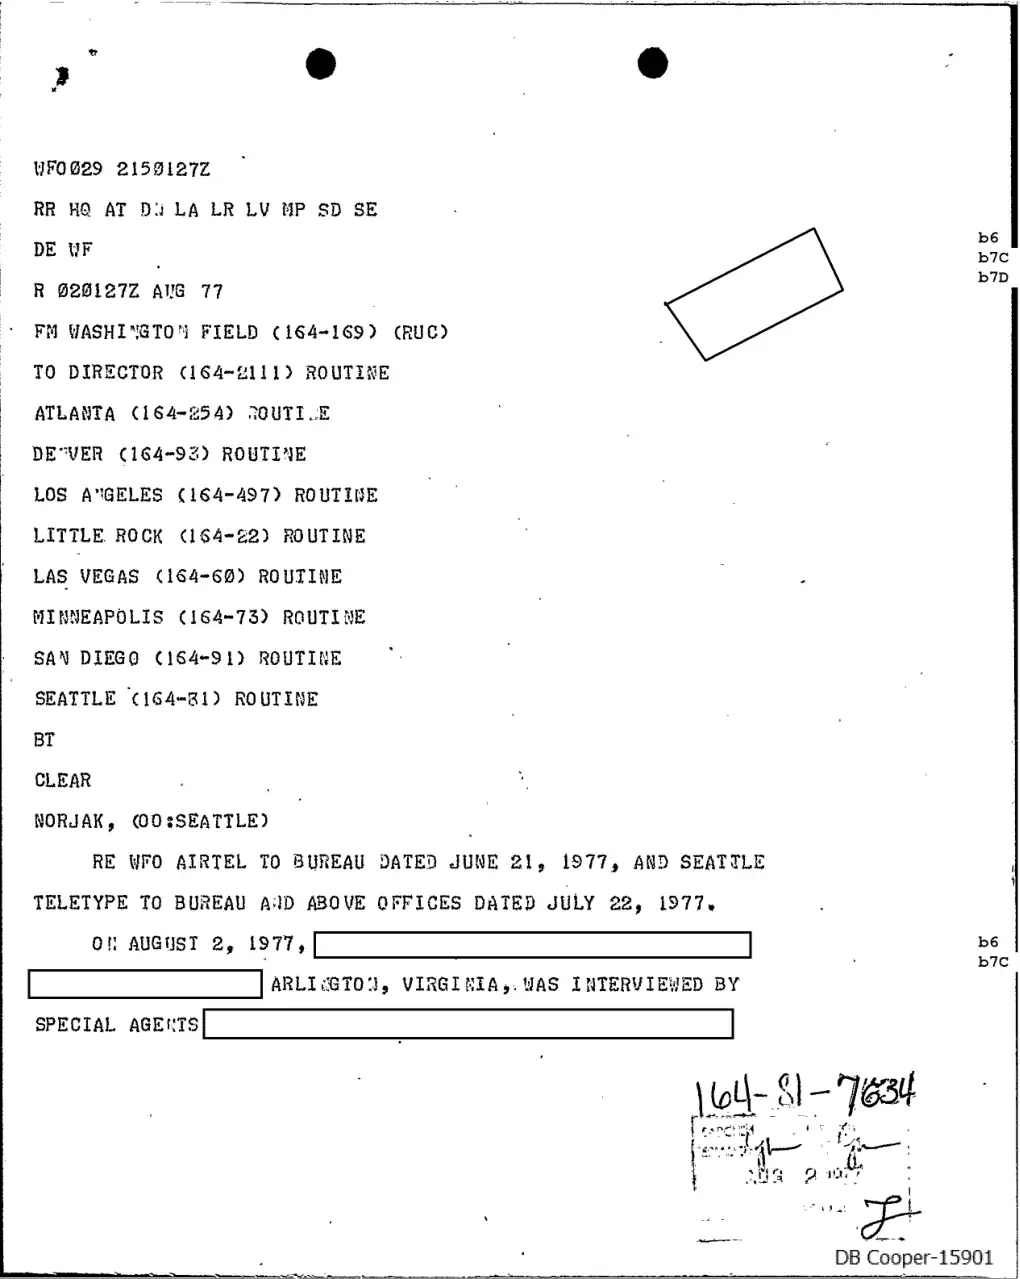 WFO029 2150127Z
RR HQ AT DN LA LR LV MP SD SE
DE WF
R 020127Z AUG 77
FM WASHINGTON FIELD (164-169) (RUC)
TO DIRECTOR (164-2111) ROUTINE
ATLANTA (164-254) ROUTINE
DENVER (164-93) ROUTINE
LOS ANGELES (164-497) ROUTINE
LITTLE ROCK (164-22) ROUTINE
LAS VEGAS (164-60) ROUTINE
MINNEAPOLIS (164-73) ROUTINE
SAN DIEGO (164-91) ROUTINE
SEATTLE (164-81) ROUTINE
BT
CLEAR
NORJAK, (OO:SEATTLE)
RE WFO AIRTEL TO BUREAU DATED JUNE 21, 1977, AND SEATTLE
TELETYPE TO BUREAU AND ABOVE OFFICES DATED JULY 22, 1977.
ON AUGUST 2, 1977,
ARLINGTON, VIRGINIA, WAS INTERVIEWED BY
SPECIAL AGENTS
b6
b7C
b7D
b6
b7C
164-81-7634
AUG 2 1977
DB Cooper-15901